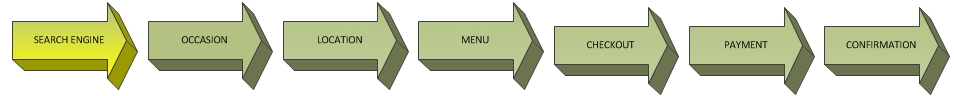 SEARCH ENGINE
OCCASION
LOCATION
MENU
CHECKOUT
PAYMENT
CONFIRMATION